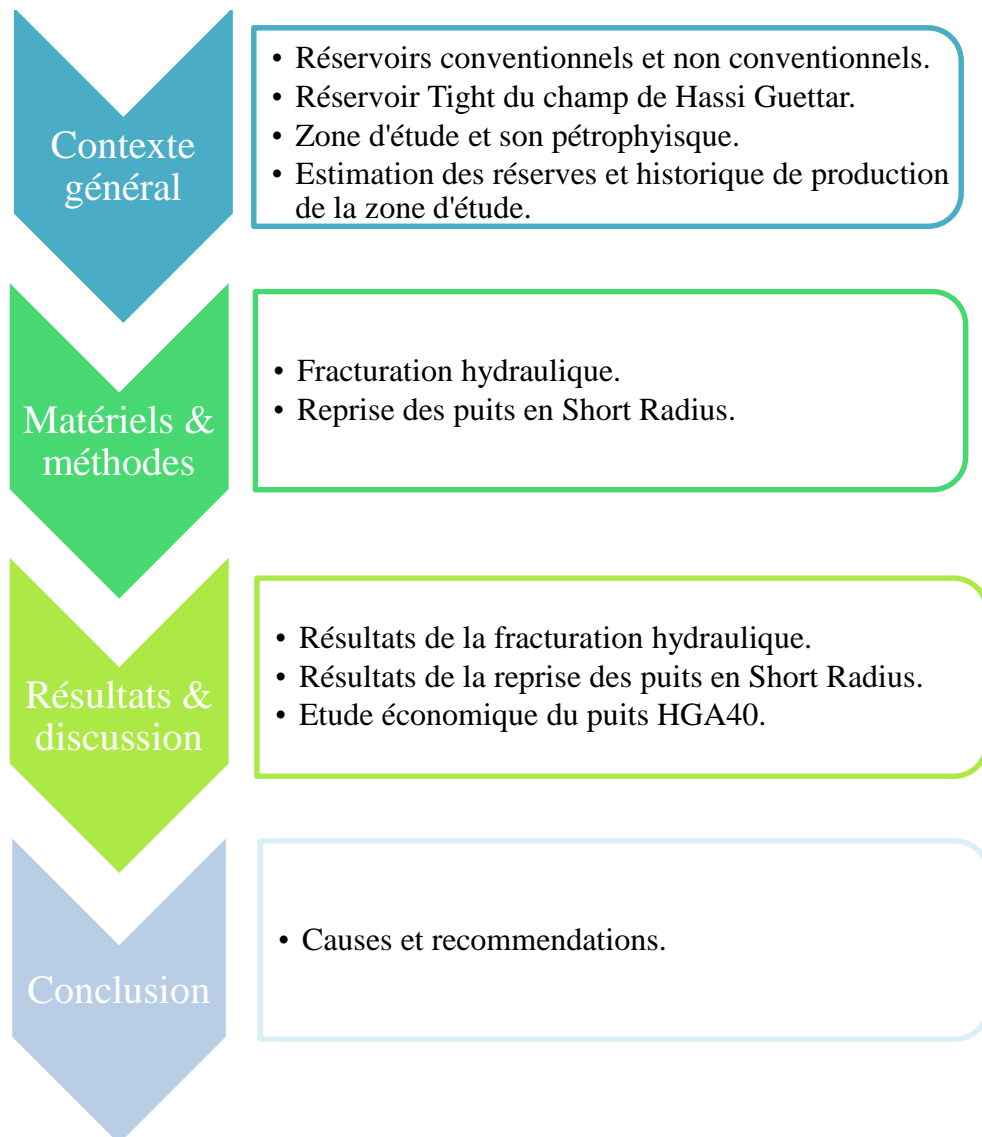 Contexte
général
• Réservoirs conventionnels et non conventionnels.
• Réservoir Tight du champ de Hassi Guettar.
• Zone d'étude et son pétrophyisque.
• Estimation des réserves et historique de production
de la zone d'étude.
Matériels &
méthodes
• Fracturation hydraulique.
• Reprise des puits en Short Radius.
Résultats &
discussion
• Résultats de la fracturation hydraulique.
• Résultats de la reprise des puits en Short Radius.
• Etude économique du puits HGA40.
Conclusion
• Causes et recommendations.